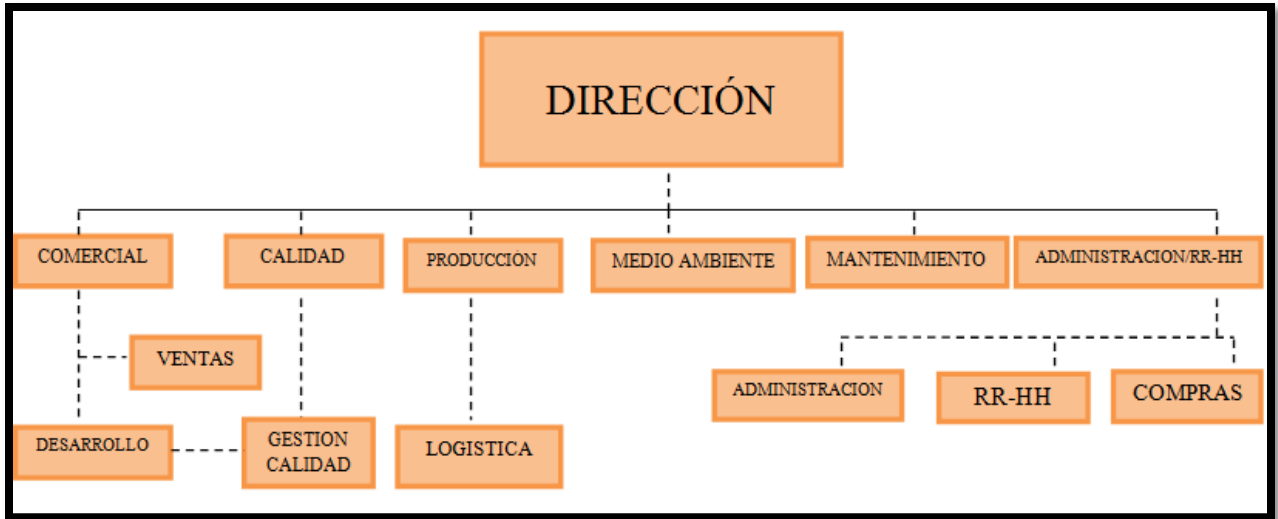 DIRECCIÓN
COMERCIAL
CALIDAD
PRODUCCIÓN
MEDIO AMBIENTE
MANTENIMIENTO
ADMINISTRACION/RR-HH
VENTAS
ADMINISTRACION
RR-HH
COMPRAS
DESARROLLO
GESTION
CALIDAD
LOGISTICA